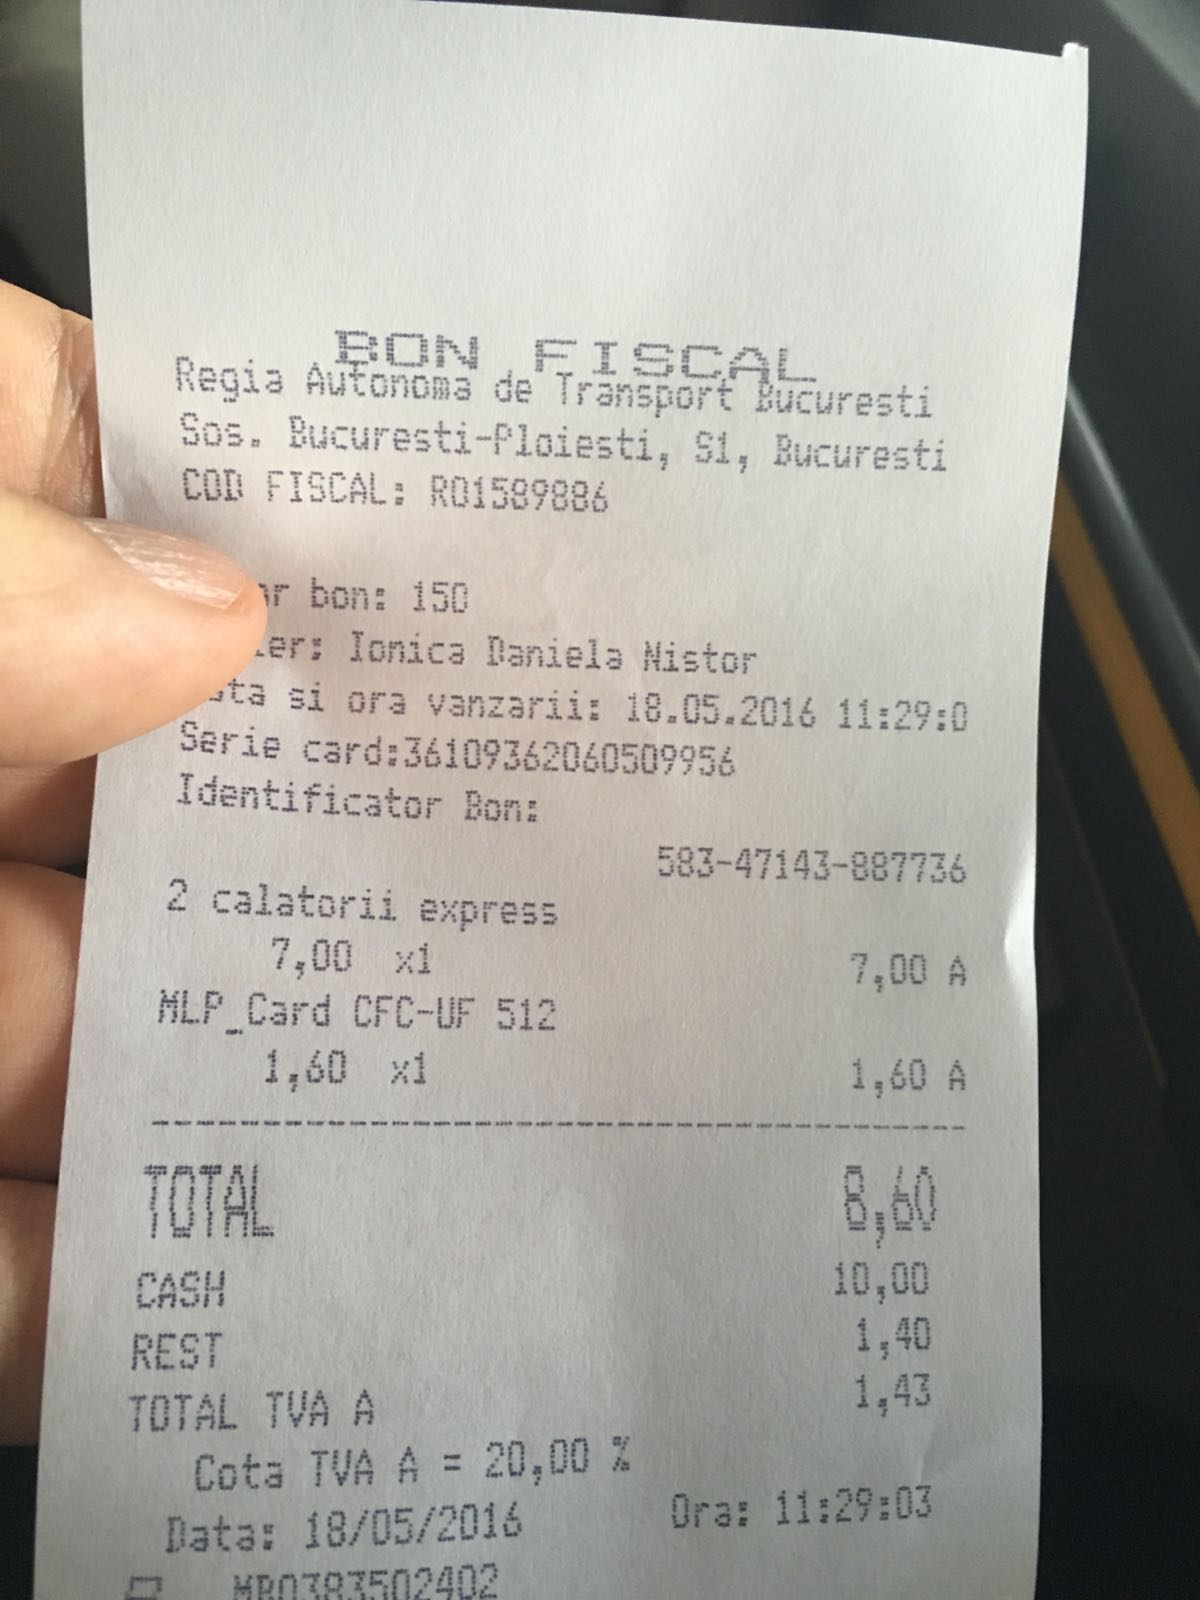 BON FISCAL
Regia Autonoma de Transport Bucuresti
Sos. Bucuresti-Ploiesti, S1, Bucuresti
COD FISCAL: RO1589886
bon: 150
Ionica Daniela Nistor
si ora vanzarii: 18.05.2016 11:29:0
Serie card:36109362060509956
Identificator Bon:
583-47143-887736
2 calatorii express
7,00 x1 7,00 A
MLP_Card CFC-UF 512
1,60 x1 1,60 A
TOTAL 8,60
CASH 10,00
REST 1,40
TOTAL TVA A 1,43
Cota TVA A = 20,00 %
Data: 18/05/2016 Ora: 11:29:03
MB0383502402